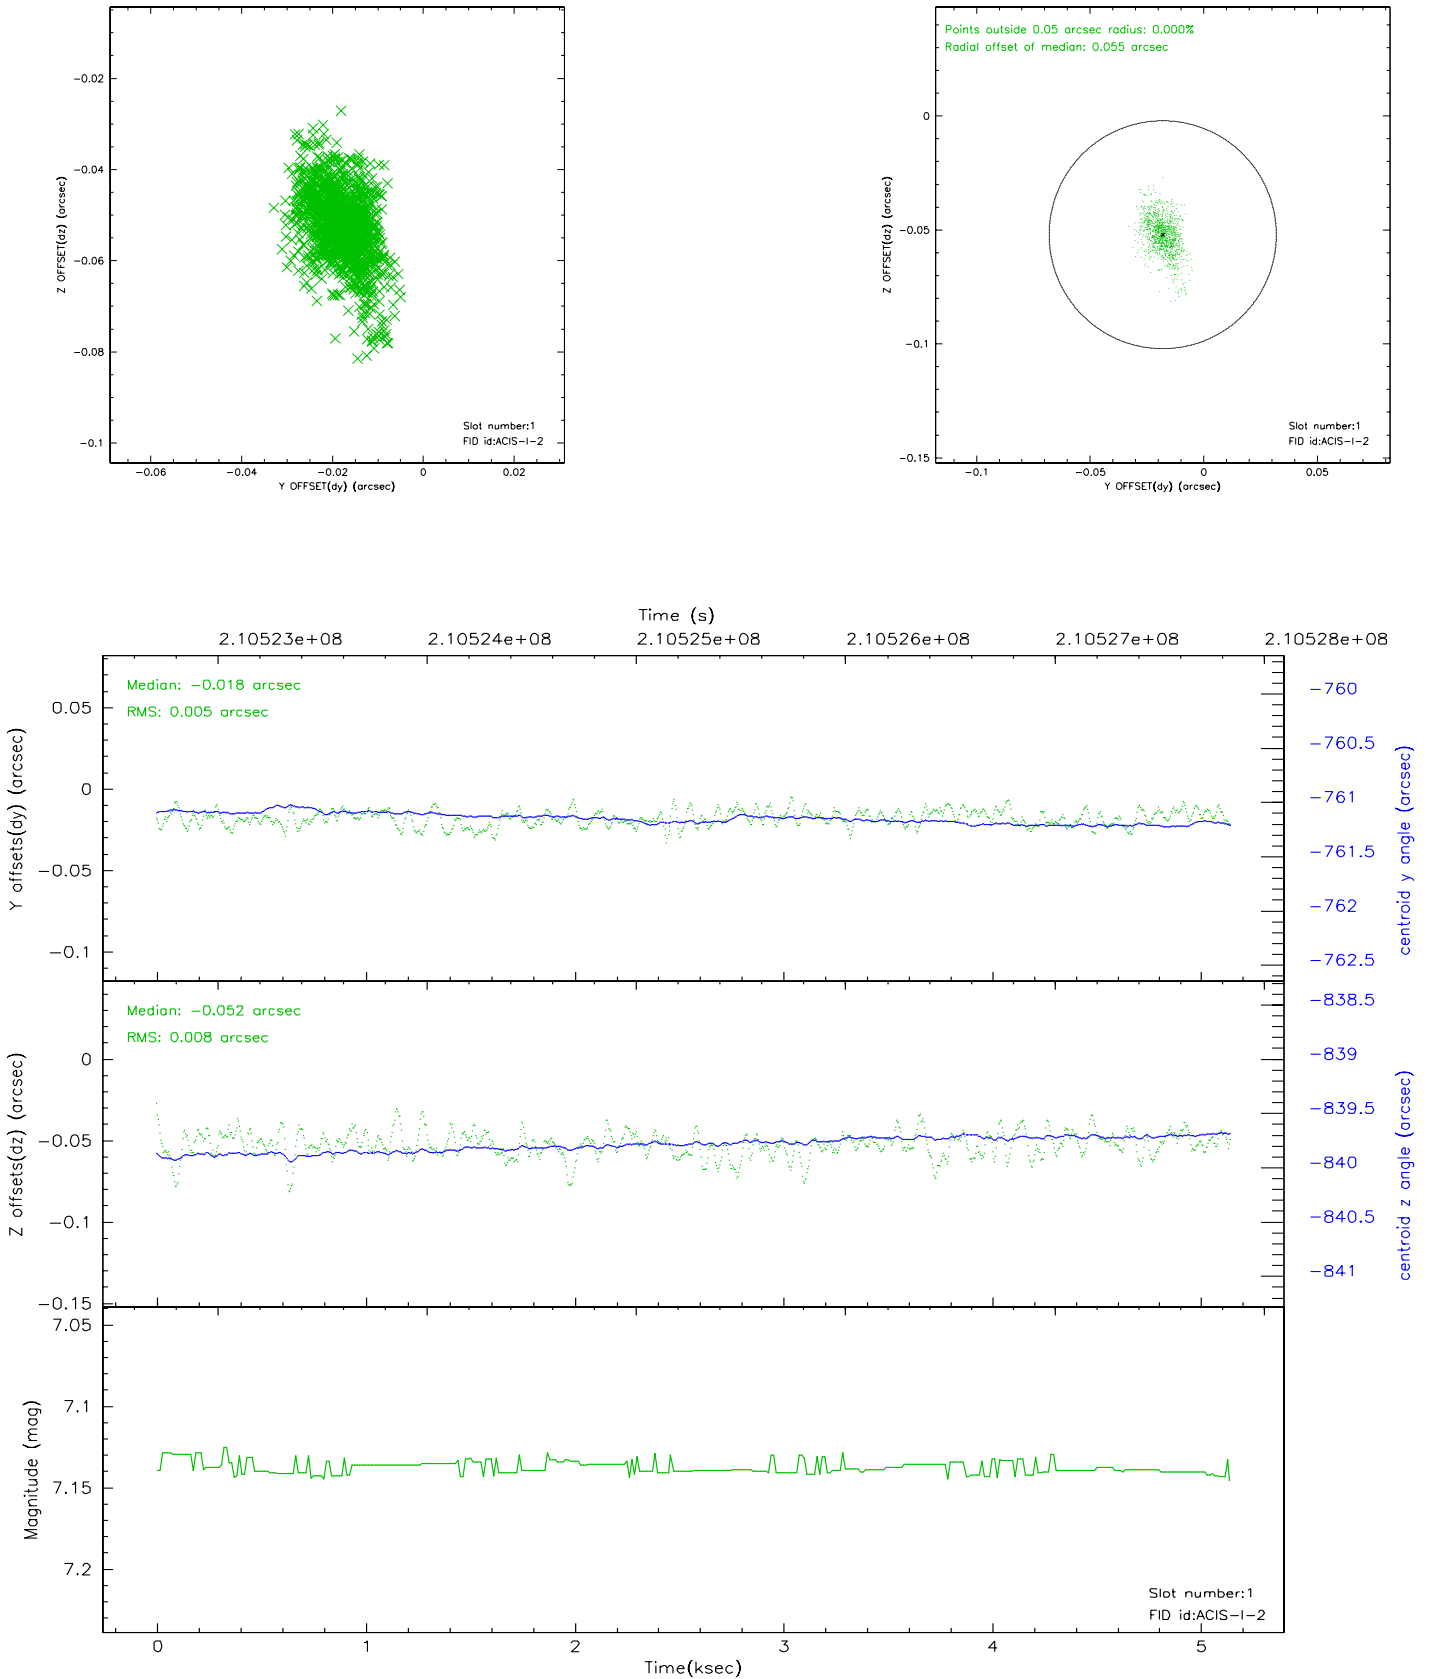 Points outside 0.05 arcsec radius: 0.000%
Radial offset of median: 0.055 arcsec
Z OFFSET(dz) (arcsec)
−0.02
−0.04
−0.06
−0.08
−0.1
Slot number:1
FID id:ACIS−I−2
−0.06 −0.04 −0.02 0 0.02
Y OFFSET(dy) (arcsec)
Z OFFSET(dz) (arcsec)
0
−0.05
−0.1
−0.15
Slot number:1
FID id:ACIS−I−2
−0.1 −0.05 0 0.05
Y OFFSET(dy) (arcsec)
Time (s)
2.10523e+08 2.10524e+08 2.10525e+08 2.10526e+08 2.10527e+08 2.10528e+08
Median: −0.018 arcsec
RMS: 0.005 arcsec
Y offsets(dy) (arcsec)
0.05
0
−0.05
−0.1
−760
−760.5
−761
−761.5
−762
−762.5
centroid y angle (arcsec)
Median: −0.052 arcsec
RMS: 0.008 arcsec
Z offsets(dz) (arcsec)
0
−0.05
−0.1
−0.15
−838.5
−839
−839.5
−840
−840.5
−841
centroid z angle (arcsec)
Magnitude (mag)
7.05
7.1
7.15
7.2
Slot number:1
FID id:ACIS−I−2
0 1 2 3 4 5
Time(ksec)